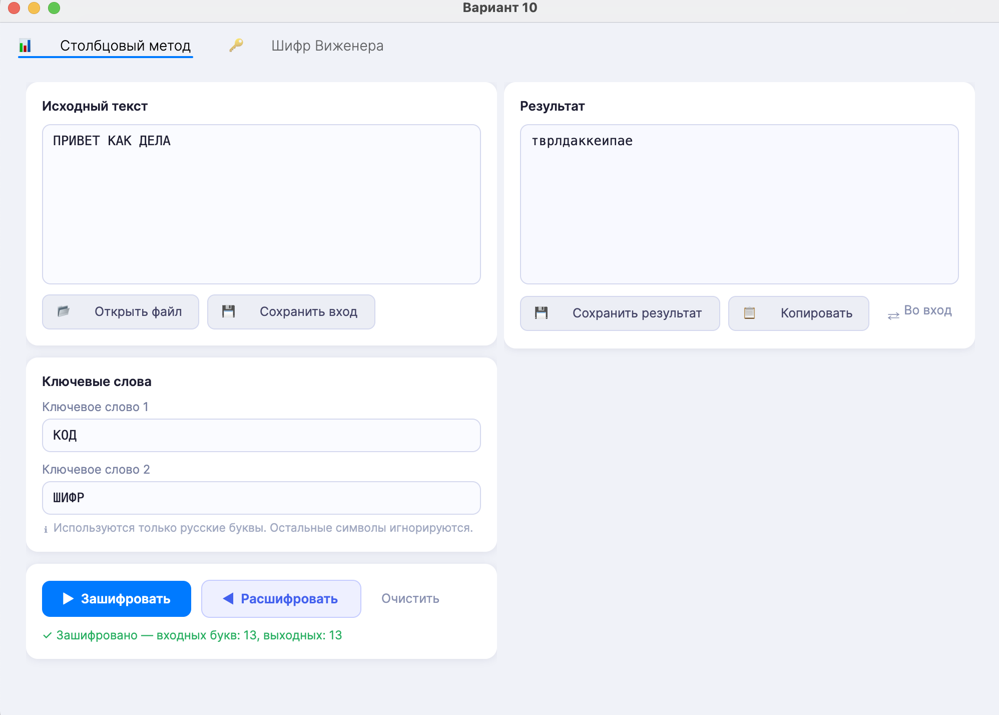 Вариант 10
Столбцовый метод
Шифр Виженера
Исходный текст
ПРИВЕТ КАК ДЕЛА
Открыть файл
Сохранить вход
Результат
тврлдаккеипае
Сохранить результат
Копировать
⇄ Во вход
Ключевые слова
Ключевое слово 1
КОД
Ключевое слово 2
ШИФР
ℹ Используются только русские буквы. Остальные символы игнорируются.
▶ Зашифровать
◀ Расшифровать
Очистить
✓ Зашифровано — входных букв: 13, выходных: 13